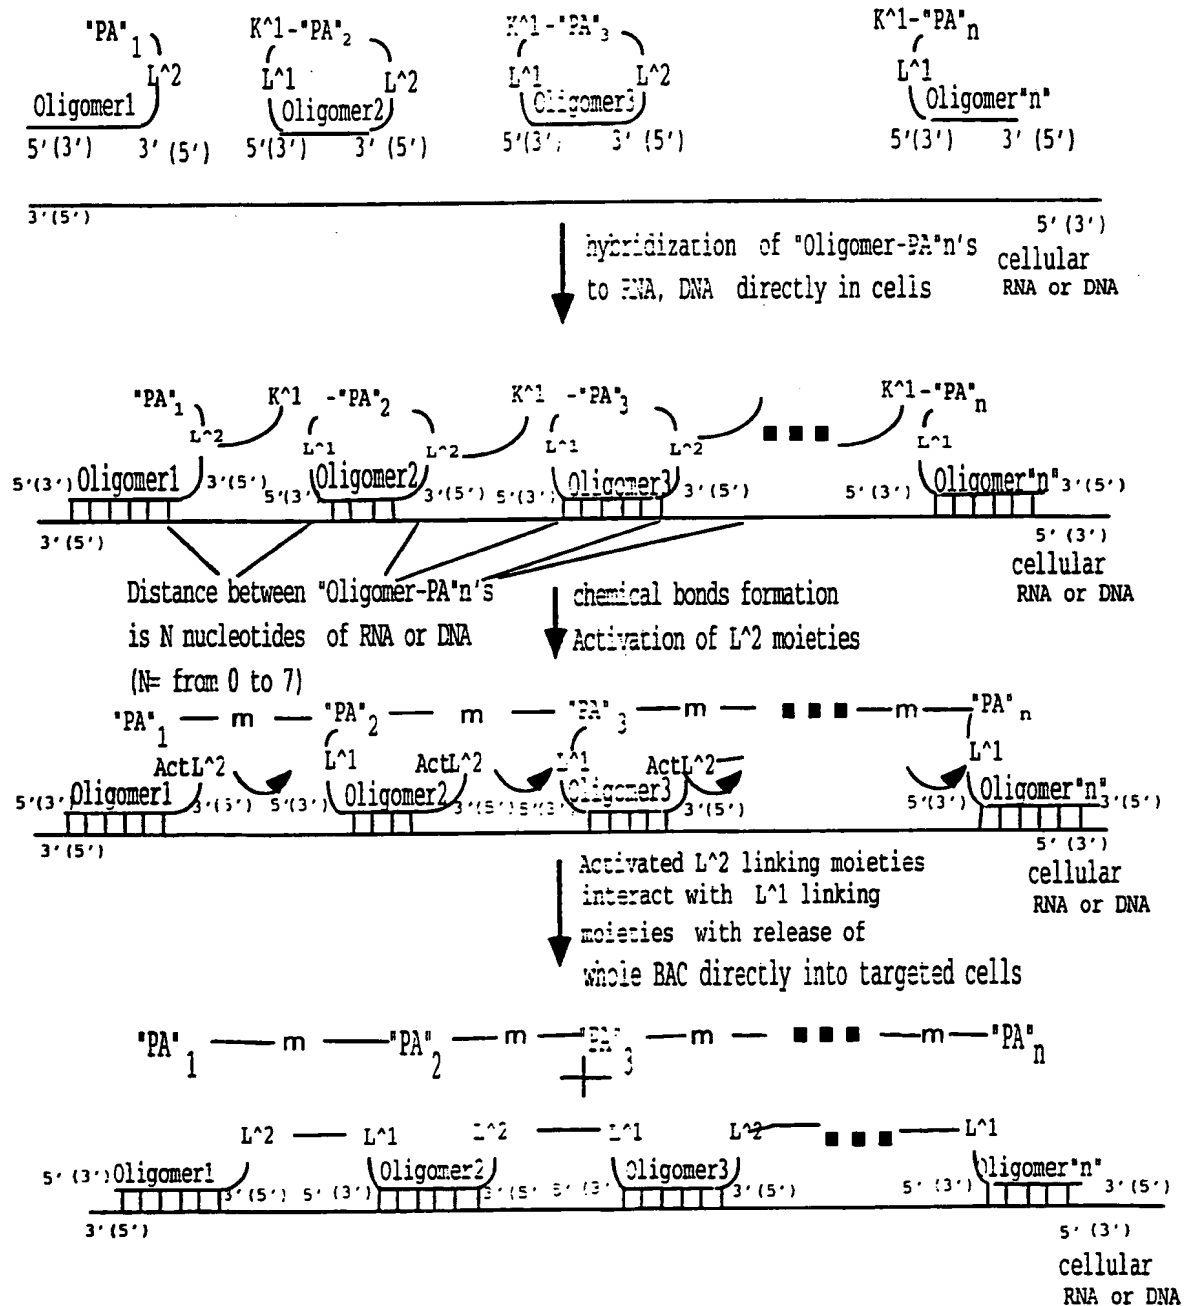 "PA"1 K^1-"PA"2 K^1-"PA"3 K^1-"PA"n
L^2 L^1 L^2 L^1 L^2 L^1
Oligomer1 Oligomer2 Oligomer3 Oligomer"n"
5'(3') 3'(5') 5'(3') 3'(5') 5'(3') 3'(5') 5'(3') 3'(5')
3'(5') 5'(3')
hybridization of "Oligomer-PA"n's
to RNA, DNA directly in cells
cellular
RNA or DNA
"PA"1 K^1 -"PA"2 K^1 -"PA"3 K^1-"PA"n
L^2 L^1 L^2 L^1 L^2 L^1
5'(3') Oligomer1 3'(5') 5'(3') Oligomer2 3'(5') 5'(3') Oligomer3 3'(5') 5'(3') Oligomer"n" 3'(5')
3'(5') 5'(3')
cellular
RNA or DNA
Distance between "Oligomer-PA"n's
is N nucleotides of RNA or DNA
(N= from 0 to 7)
chemical bonds formation
Activation of L^2 moieties
"PA"1 — m — "PA"2 — m — "PA"3 — m — ■ ■ ■ — m — "PA"n
ActL^2 L^1 ActL^2 L^1 ActL^2 L^1
5'(3') Oligomer1 3'(5') 5'(3') Oligomer2 3'(5') 5'(3') Oligomer3 3'(5') 5'(3') Oligomer"n" 3'(5')
3'(5') 5'(3')
cellular
RNA or DNA
Activated L^2 linking moieties
interact with L^1 linking
moieties with release of
whole BAC directly into targeted cells
"PA"1 — m — "PA"2 — m — "PA"3 — m — ■ ■ ■ — m — "PA"n
+
L^2 — L^1 L^2 — L^1 L^2 — ■ ■ ■ — L^1
5'(3') Oligomer1 3'(5') 5'(3') Oligomer2 3'(5' 5'(3' Oligomer3 3'(5') 5'(3') Oligomer"n" 3'(5')
3'(5') 5'(3')
cellular
RNA or DNA